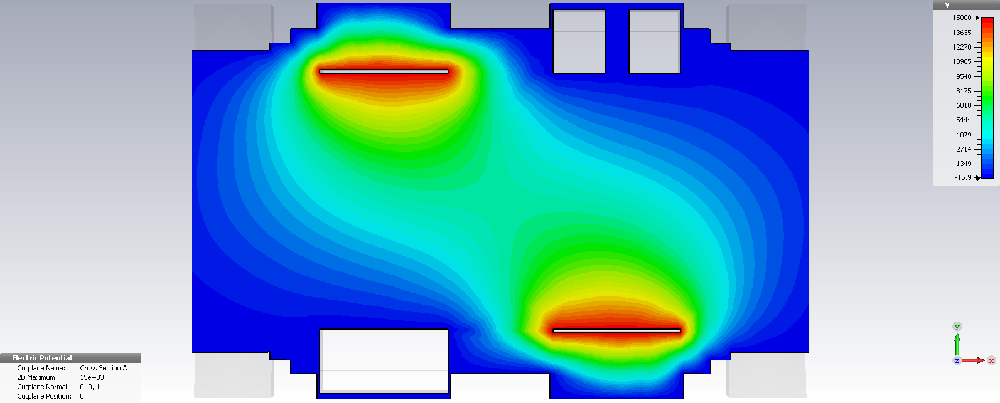 V
15000
13635
12270
10905
9540
8175
6810
5444
4079
2714
1349
-15.9
y
z x
Electric Potential
Cutplane Name: Cross Section A
2D Maximum: 15e+03
Cutplane Normal: 0, 0, 1
Cutplane Position: 0